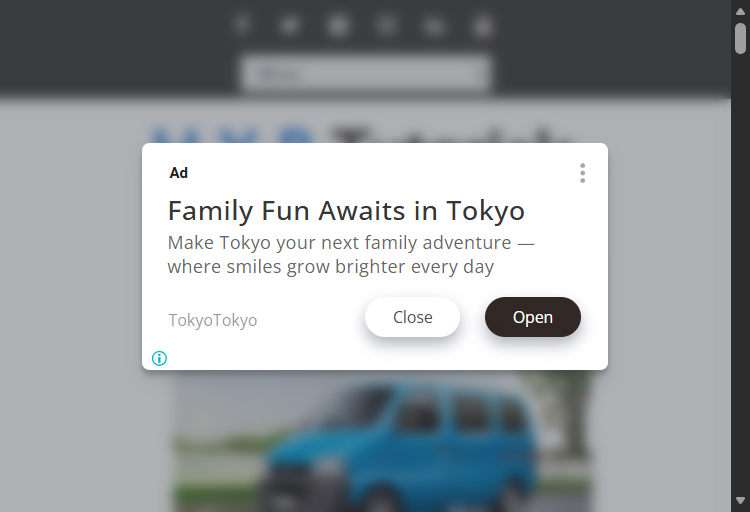 Ad
Family Fun Awaits in Tokyo
Make Tokyo your next family adventure —
where smiles grow brighter every day
TokyoTokyo
Close
Open